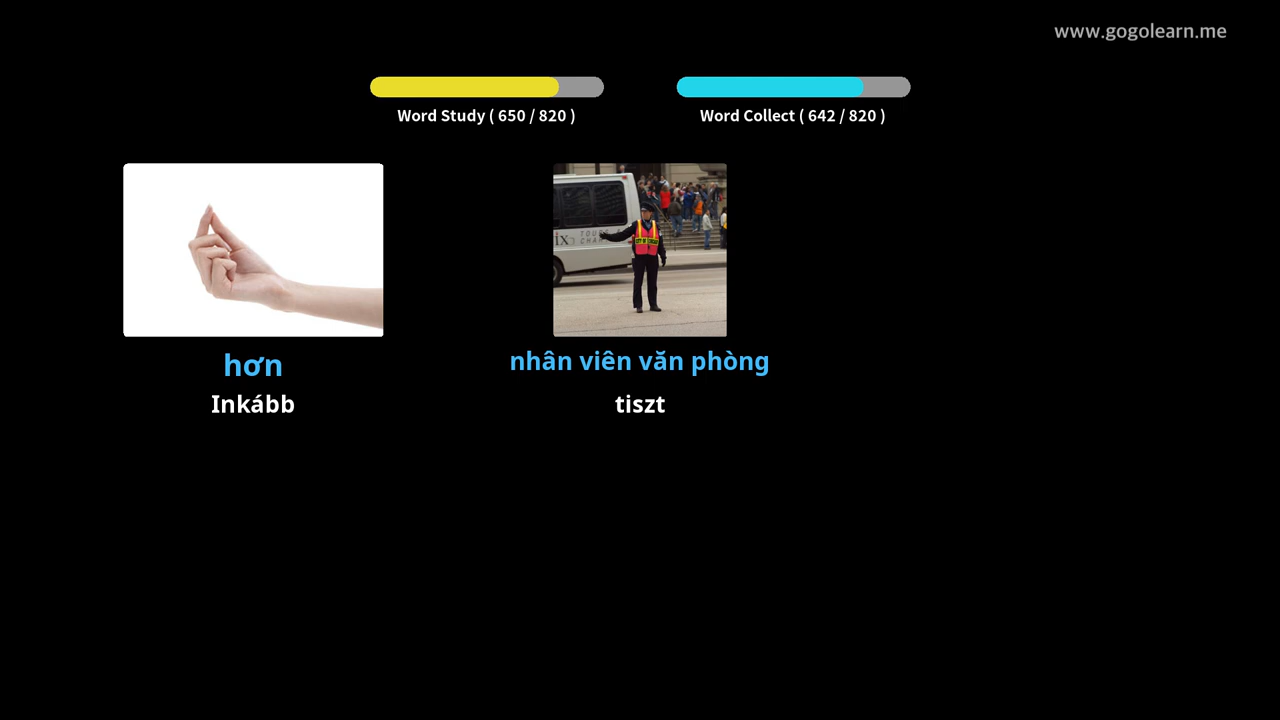 www.gogolearn.me
Word Study ( 650 / 820 )
Word Collect ( 642 / 820 )
hơn
Inkább
nhân viên văn phòng
tiszt